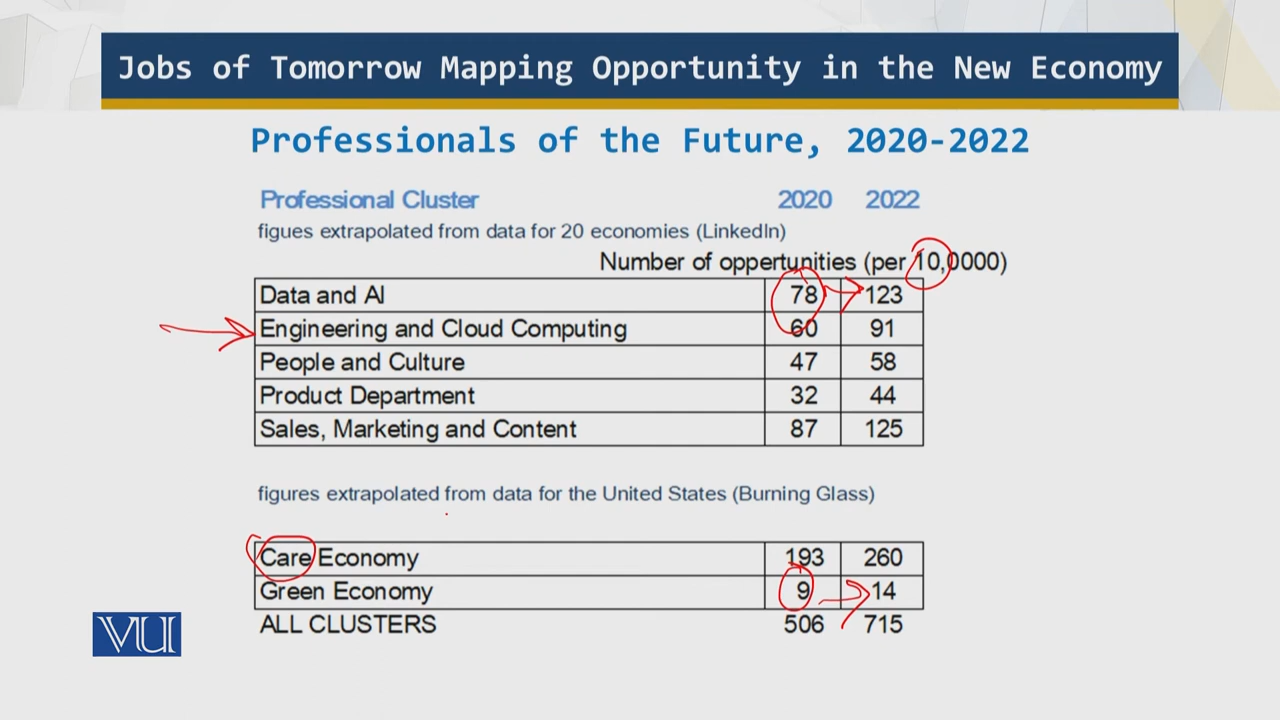 Jobs of Tomorrow Mapping Opportunity in the New Economy
Professionals of the Future, 2020-2022
Professional Cluster 2020 2022
figues extrapolated from data for 20 economies (LinkedIn)
Number of oppertunities (per 10,0000)
Data and AI 78 123
Engineering and Cloud Computing 60 91
People and Culture 47 58
Product Department 32 44
Sales, Marketing and Content 87 125
figures extrapolated from data for the United States (Burning Glass)
Care Economy 193 260
Green Economy 9 14
ALL CLUSTERS 506 715
VU